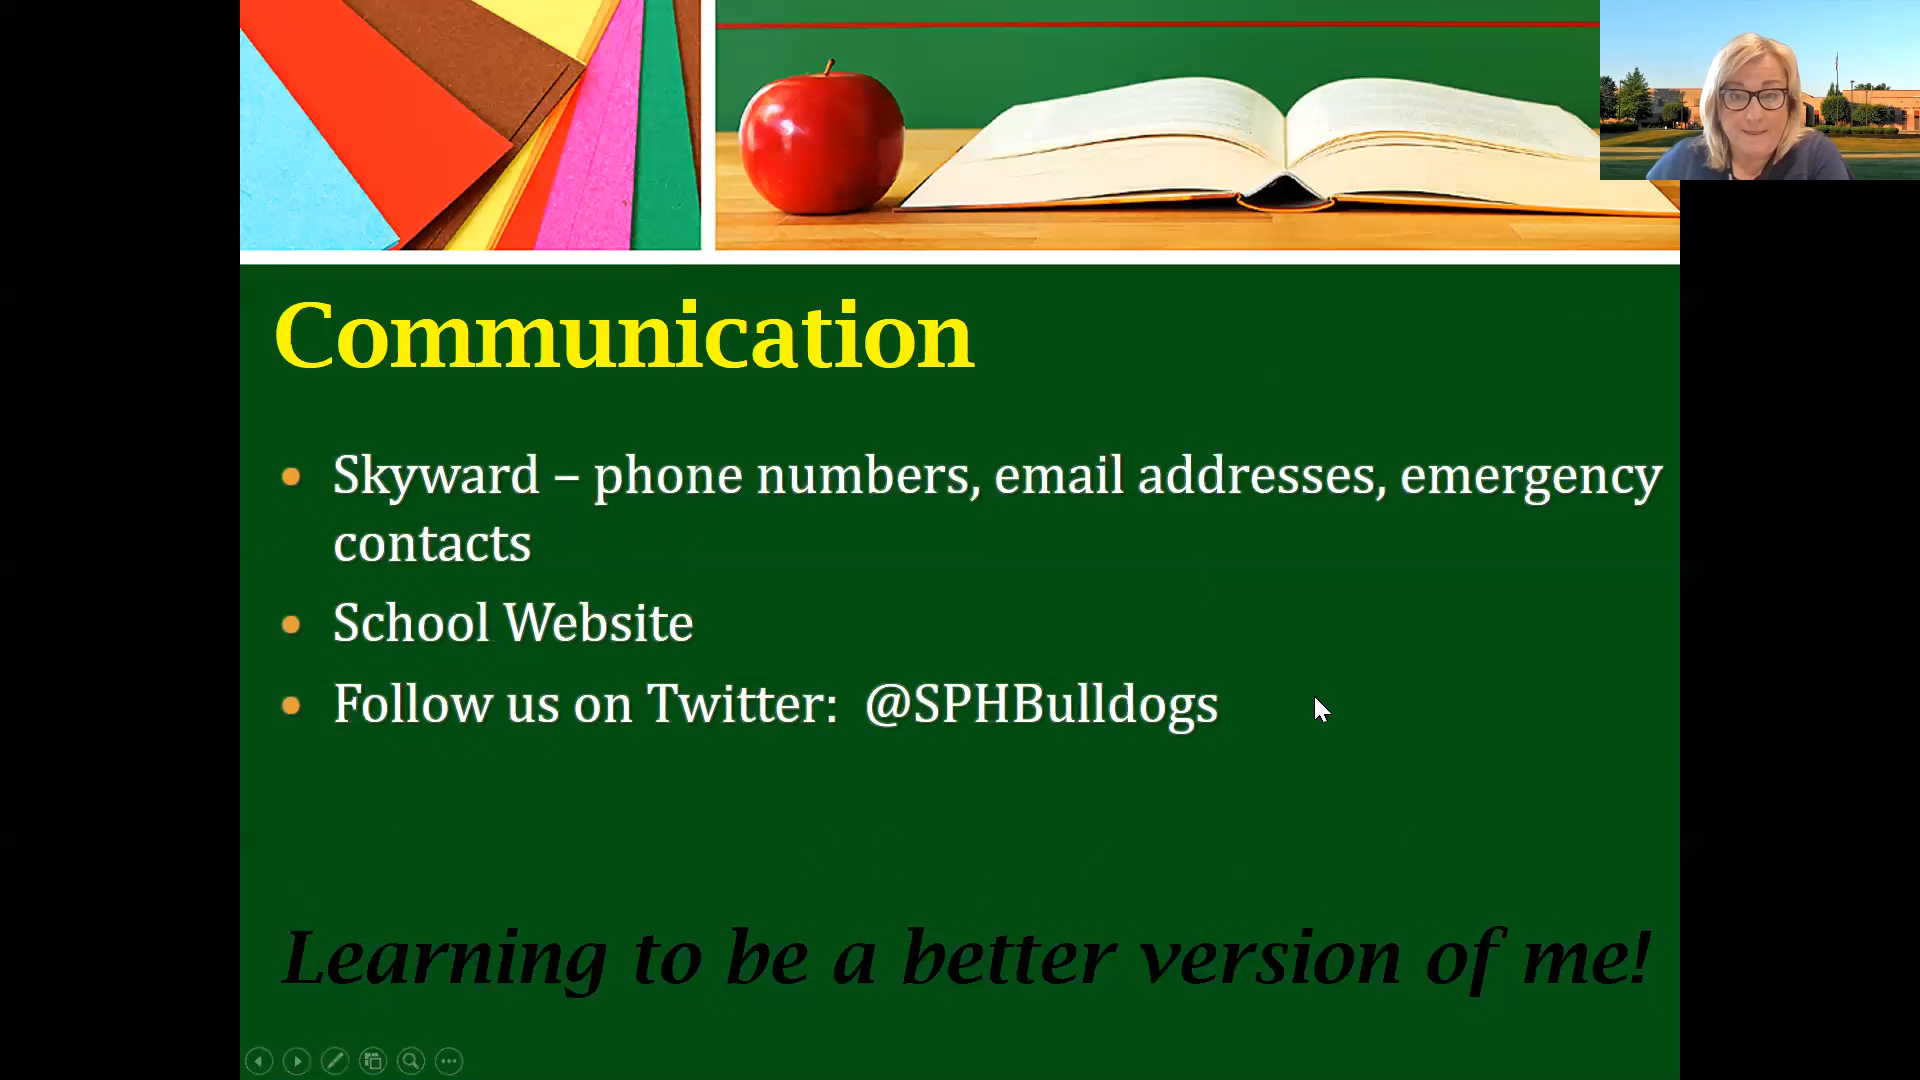 Communication
• Skyward – phone numbers, email addresses, emergency
contacts
• School Website
• Follow us on Twitter: @SPHBulldogs
Learning to be a better version of me!